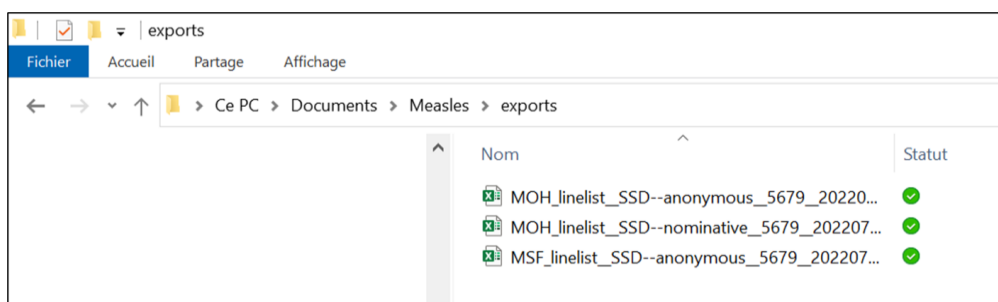 exports
Fichier Accueil Partage Affichage
Ce PC > Documents > Measles > exports
Nom Statut
MOH_linelist__SSD--anonymous__5679__20220...
MOH_linelist__SSD--nominative__5679__202207...
MSF_linelist__SSD--anonymous__5679__202207...